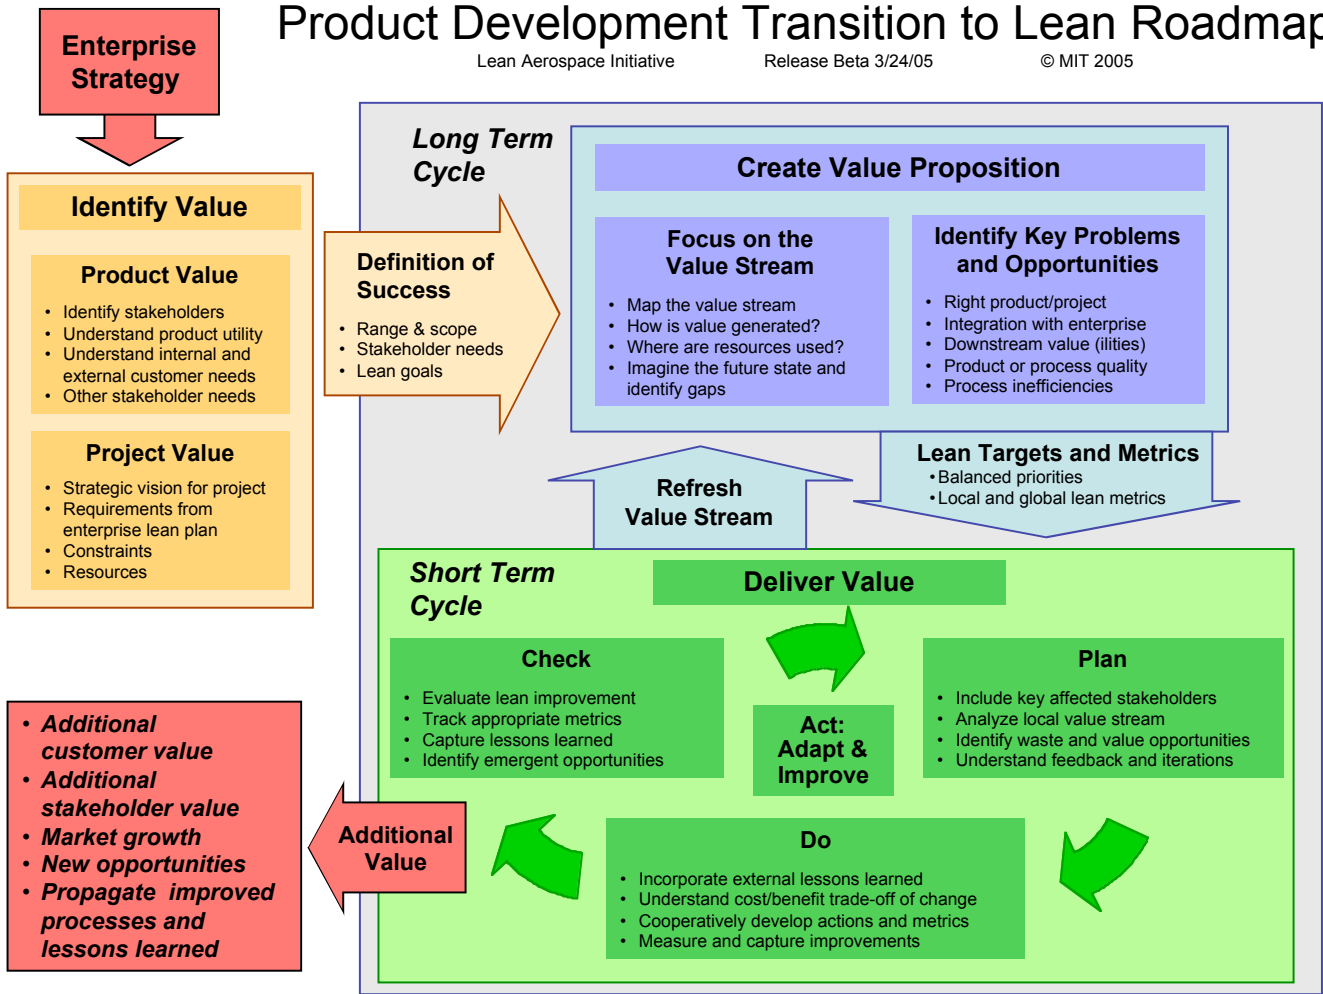 Product Development Transition to Lean Roadmap
Lean Aerospace Initiative Release Beta 3/24/05 © MIT 2005
Enterprise
Strategy
Identify Value
Product Value
• Identify stakeholders
• Understand product utility
• Understand internal and
external customer needs
• Other stakeholder needs
Project Value
• Strategic vision for project
• Requirements from
enterprise lean plan
• Constraints
• Resources
Long Term
Cycle
Definition of
Success
• Range & scope
• Stakeholder needs
• Lean goals
Create Value Proposition
Focus on the
Value Stream
• Map the value stream
• How is value generated?
• Where are resources used?
• Imagine the future state and
identify gaps
Identify Key Problems
and Opportunities
• Right product/project
• Integration with enterprise
• Downstream value (ilities)
• Product or process quality
• Process inefficiencies
Refresh
Value Stream
Lean Targets and Metrics
•Balanced priorities
•Local and global lean metrics
Short Term
Cycle
Deliver Value
Check
• Evaluate lean improvement
• Track appropriate metrics
• Capture lessons learned
• Identify emergent opportunities
Act:
Adapt &
Improve
Plan
• Include key affected stakeholders
• Analyze local value stream
• Identify waste and value opportunities
• Understand feedback and iterations
Do
• Incorporate external lessons learned
• Understand cost/benefit trade-off of change
• Cooperatively develop actions and metrics
• Measure and capture improvements
Additional
Value
• Additional
customer value
• Additional
stakeholder value
• Market growth
• New opportunities
• Propagate improved
processes and
lessons learned